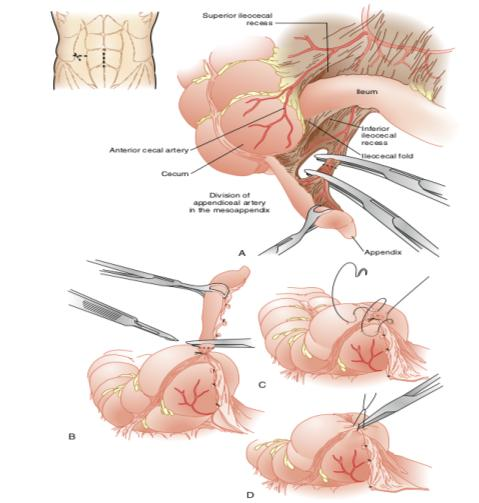 Superior ileocecal
recess
Ileum
Inferior
ileocecal
recess
Ileocecal fold
Anterior cecal artery
Cecum
Division of
appendiceal artery
in the mesoappendix
A
Appendix
B
C
D